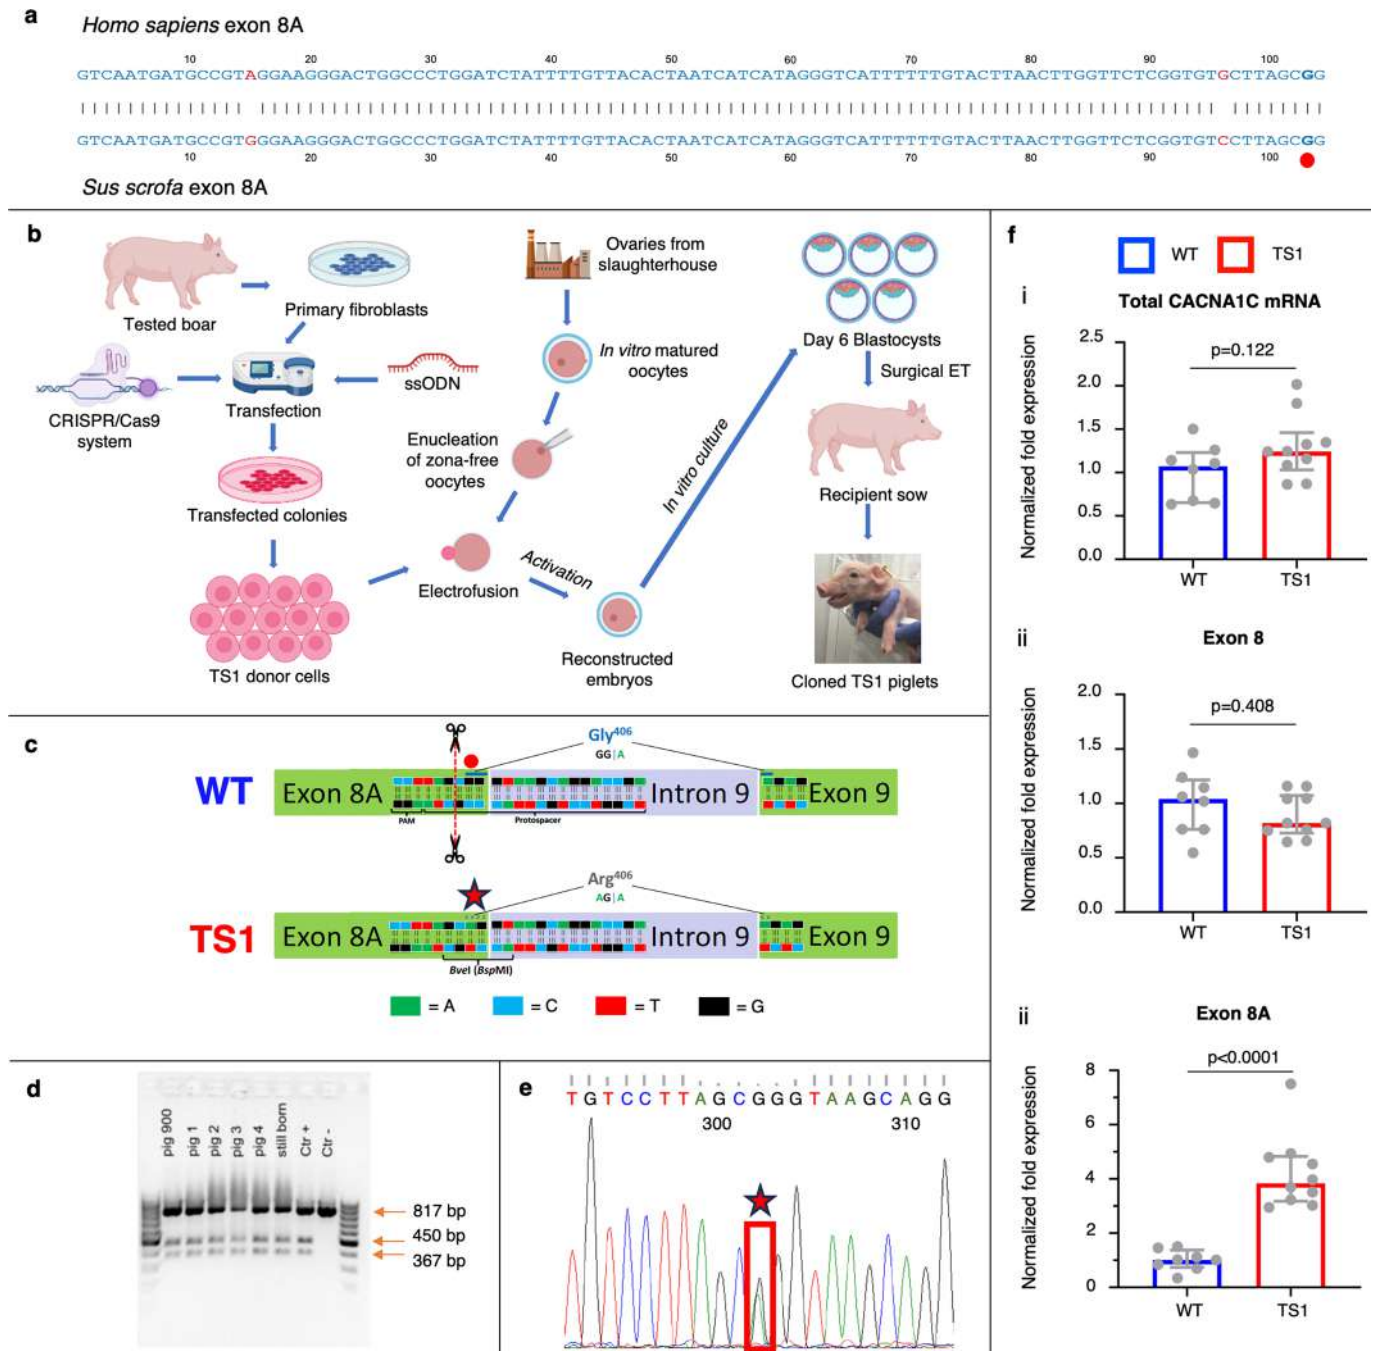 a
Homo sapiens exon 8A
10 20 30 40 50 60 70 80 90 100
GTCAATGATGCCGTAGGAAGGGACTGGCCCTGGATCTATTTTGTTACACTAATCATCATAGGGTCATTTTTTGTACTTAACTTGGTTCTCGGTGTGCTTAGCGG
GTCAATGATGCCGTGGGAAGGGACTGGCCCTGGATCTATTTTGTTACACTAATCATCATAGGGTCATTTTTTGTACTTAACTTGGTTCTCGGTGTCCTTAGCGG
10 20 30 40 50 60 70 80 90 100
Sus scrofa exon 8A
b
Tested boar
Primary fibroblasts
CRISPR/Cas9
system
Transfection
ssODN
Transfected colonies
TS1 donor cells
Ovaries from
slaughterhouse
In vitro matured
oocytes
Enucleation
of zona-free
oocytes
Electrofusion
Activation
Reconstructed
embryos
In vitro culture
Day 6 Blastocysts
Surgical ET
Recipient sow
Cloned TS1 piglets
c
Gly406
GG|A
WT
Exon 8A
Intron 9
Exon 9
PAM
Protospacer
Arg406
AG|A
TS1
Exon 8A
Intron 9
Exon 9
BveI (BspMI)
= A
= C
= T
= G
d
pig 900
pig 1
pig 2
pig 3
pig 4
still born
Ctr +
Ctr -
817 bp
450 bp
367 bp
e
TGTCCTTAGCGGGTAAGCAGG
300 310
f
WT
TS1
i
Total CACNA1C mRNA
Normalized fold expression
2.5
2.0
1.5
1.0
0.5
0.0
p=0.122
WT TS1
ii
Exon 8
Normalized fold expression
2.0
1.5
1.0
0.5
0.0
p=0.408
WT TS1
ii
Exon 8A
Normalized fold expression
8
6
4
2
0
p<0.0001
WT TS1